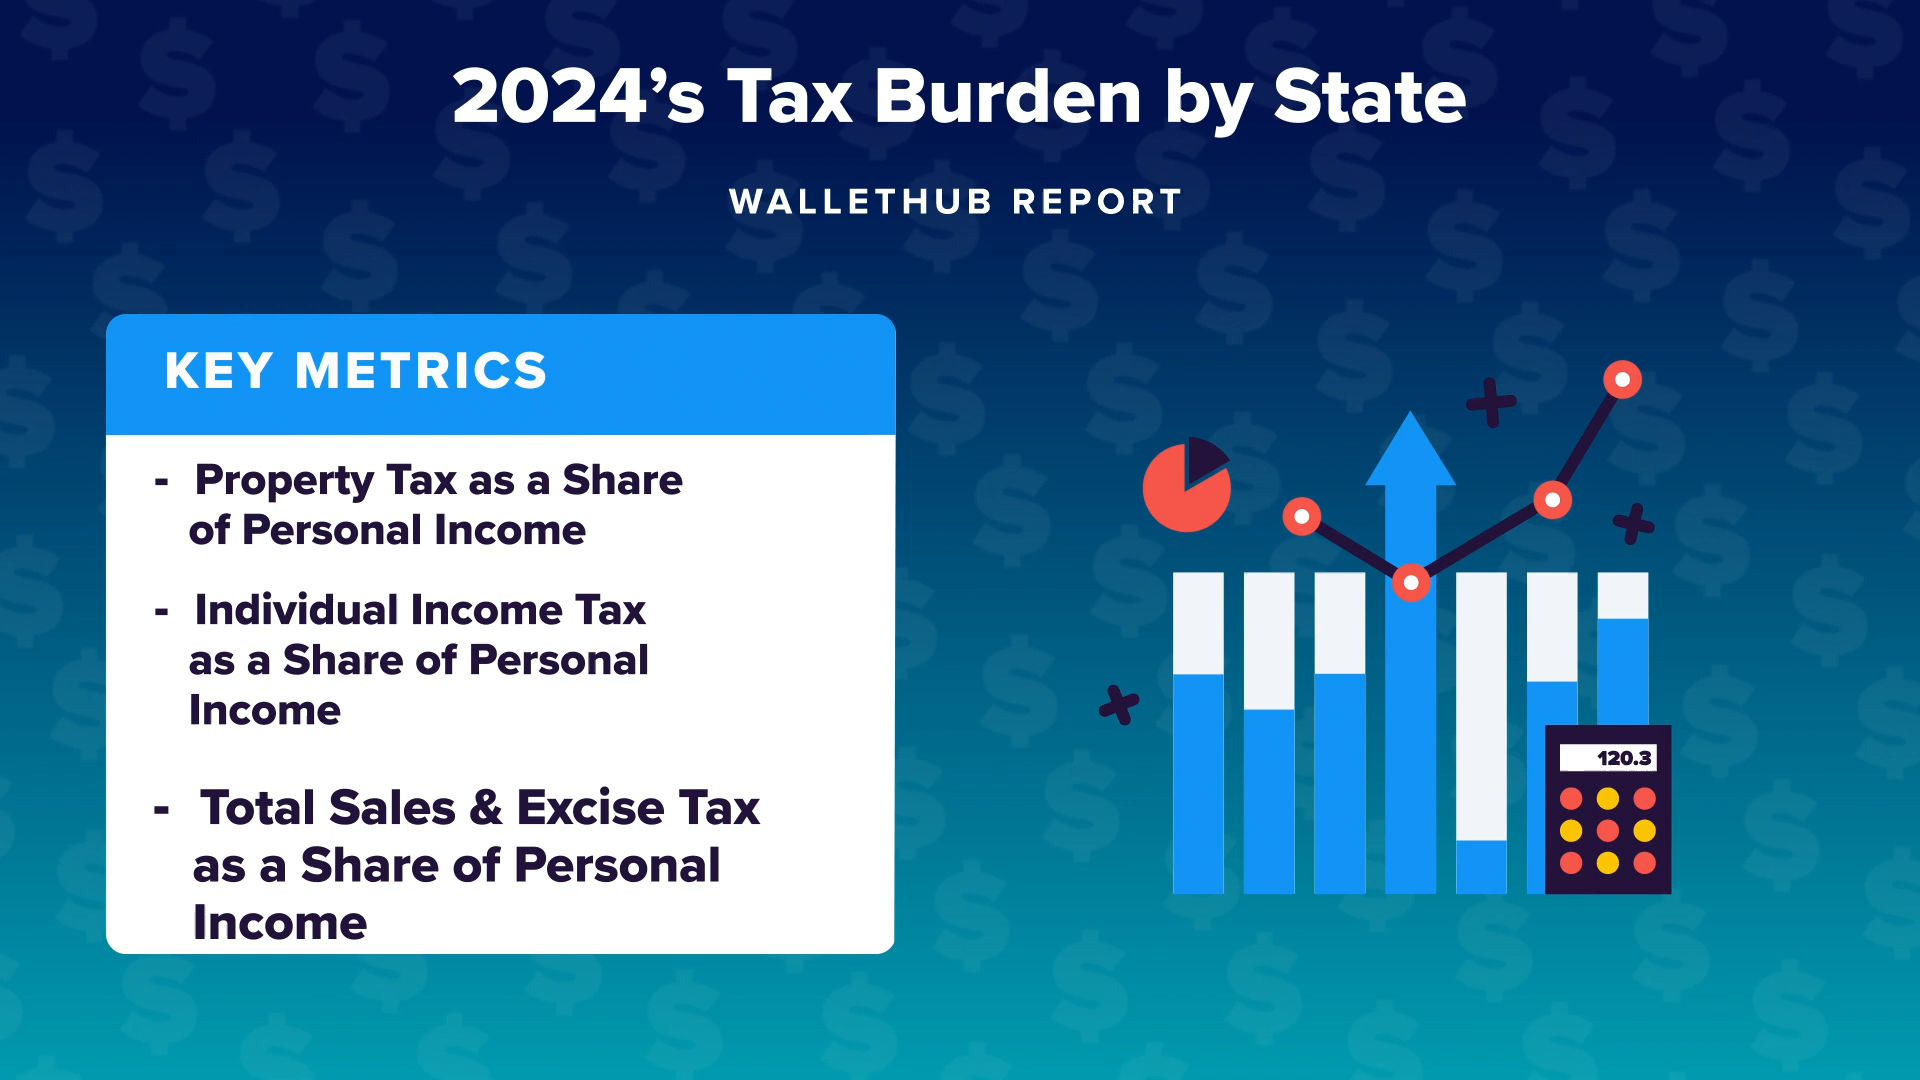 2024’s Tax Burden by State
WALLETHUB REPORT
KEY METRICS
- Property Tax as a Share
of Personal Income
- Individual Income Tax
as a Share of Personal
Income
- Total Sales & Excise Tax
as a Share of Personal
Income
120.3